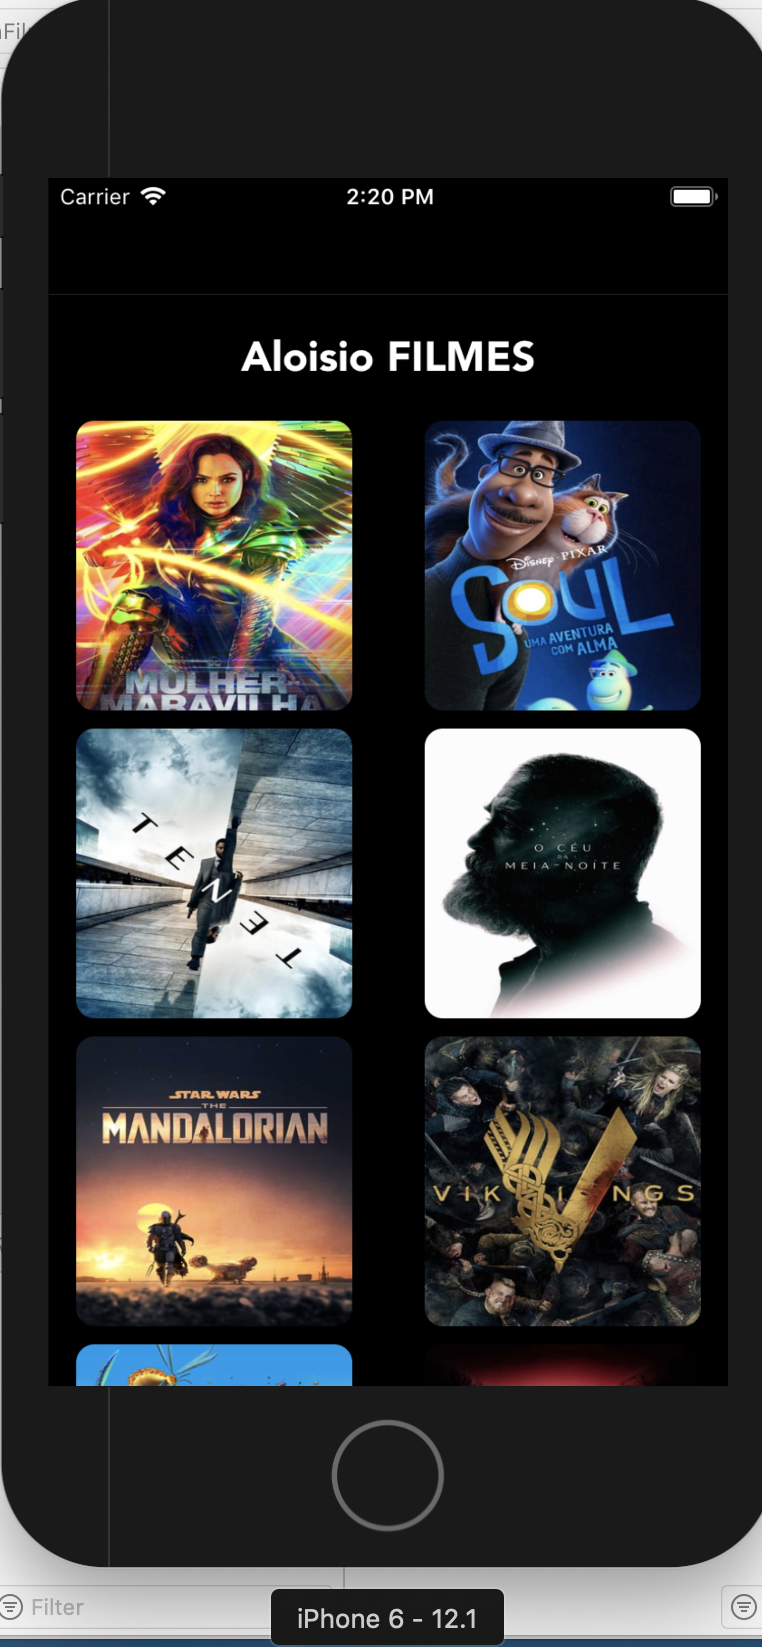 Carrier
2:20 PM
Aloisio FILMES
DC
MULHER-
MARAVILHA
Disney · PIXAR
SOUL
UMA AVENTURA
COM ALMA
TENET
O CÉU
DA
MEIA-NOITE
STAR WARS
THE
MANDALORIAN
VIKINGS
Filter
iPhone 6 - 12.1